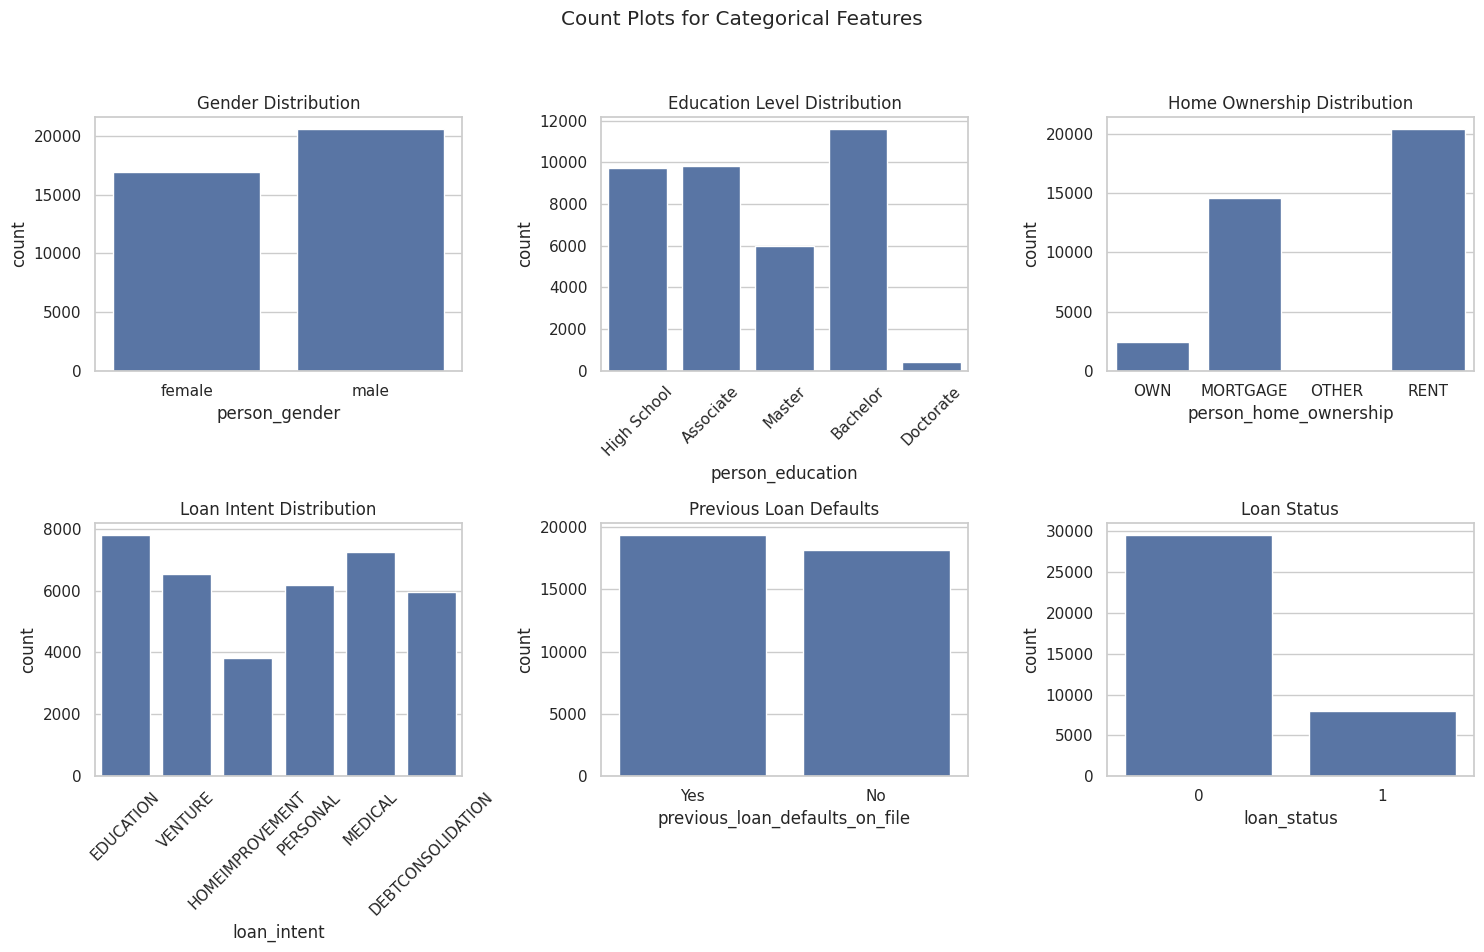 Count Plots for Categorical Features
Gender Distribution
20000
15000
10000
5000
0
count
female male
person_gender
Education Level Distribution
12000
10000
8000
6000
4000
2000
0
count
High School Associate Master Bachelor Doctorate
person_education
Home Ownership Distribution
20000
15000
10000
5000
0
count
OWN MORTGAGE OTHER RENT
person_home_ownership
Loan Intent Distribution
8000
6000
4000
2000
0
count
EDUCATION VENTURE HOMEIMPROVEMENT PERSONAL MEDICAL DEBTCONSOLIDATION
loan_intent
Previous Loan Defaults
20000
15000
10000
5000
0
count
Yes No
previous_loan_defaults_on_file
Loan Status
30000
25000
20000
15000
10000
5000
0
count
0 1
loan_status